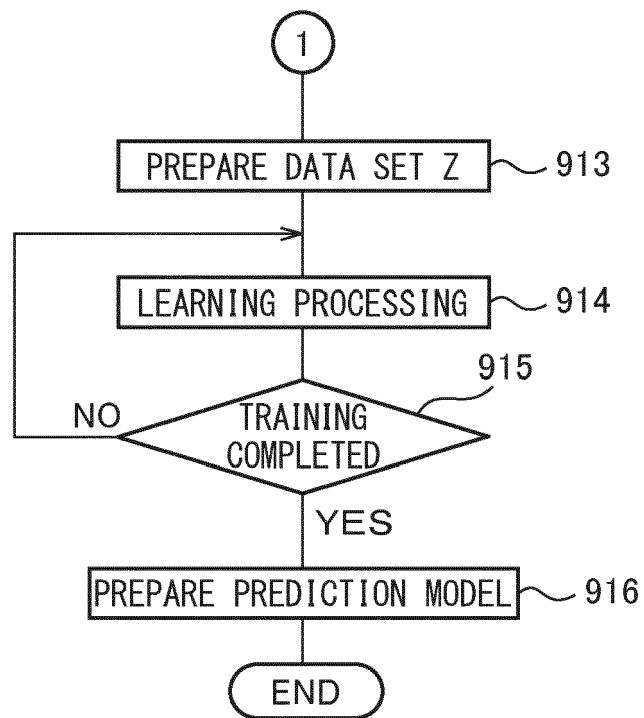 1
PREPARE DATA SET Z
913
LEARNING PROCESSING
914
915
NO
TRAINING
COMPLETED
YES
PREPARE PREDICTION MODEL
916
END